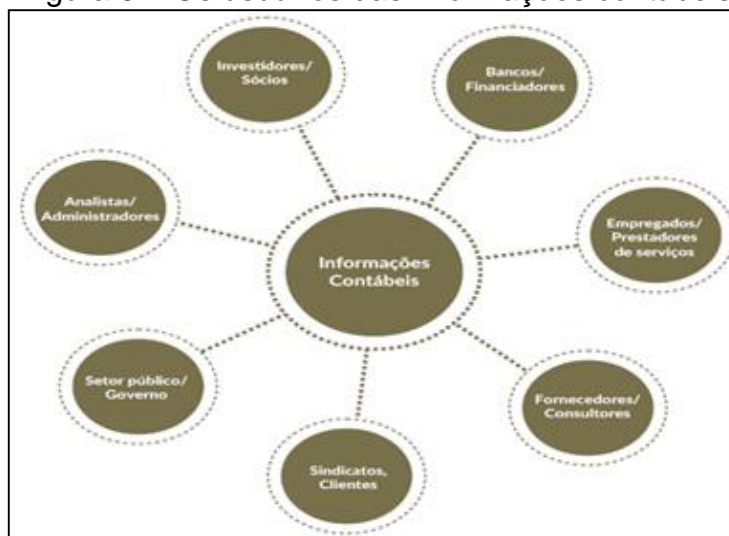 Investidores/
Sócios
Bancos/
Financiadores
Analistas/
Administradores
Empregados/
Prestadores
de serviços
Informações
Contábeis
Setor público/
Governo
Fornecedores/
Consultores
Sindicatos,
Clientes